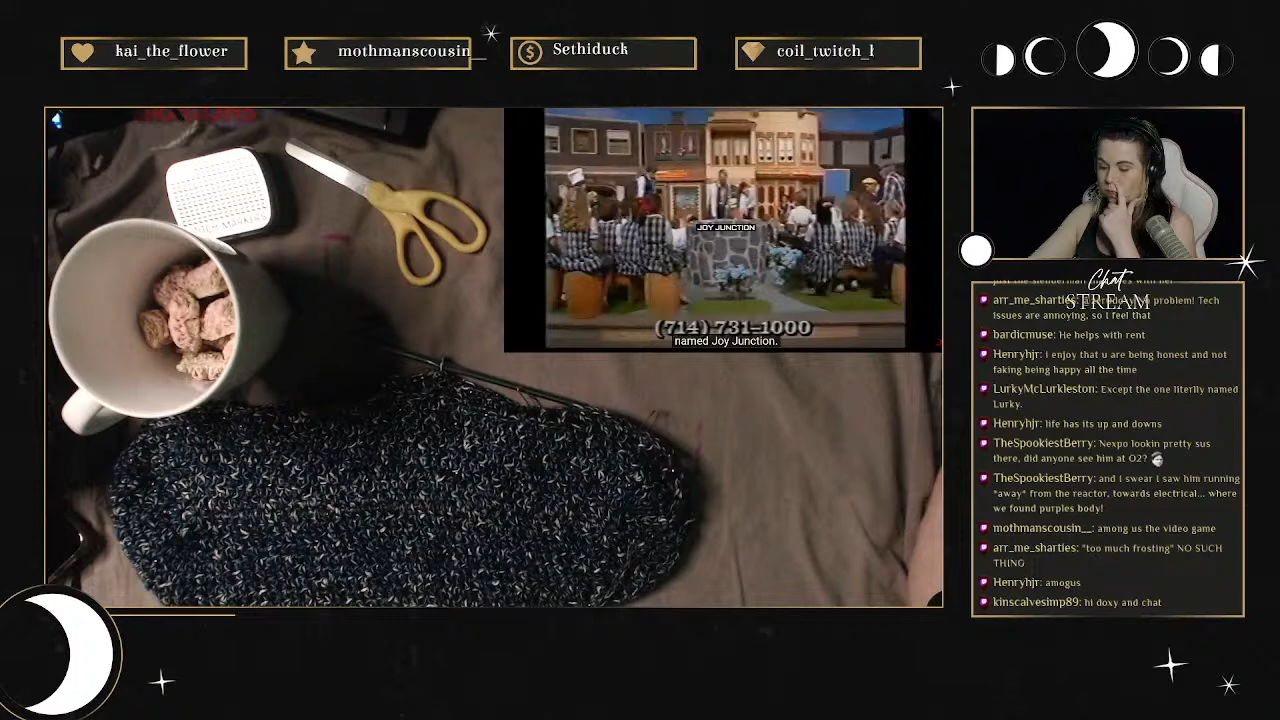 kai_the_flower
mothmanscousin__
Sethiduck
coil_twitch_
JOY JUNCTION
(714) 731-1000
named Joy Junction.
Chat
STREAM
arr_me_sharties: problem! Tech
issues are annoying, so i feel that
bardicmuse: He helps with rent
Henryhjr: i enjoy that u are being honest and not
faking being happy all the time
LurkyMcLurkleston: Except the one literlly named
Lurky.
Henryhjr: life has its up and downs
TheSpookiestBerry: Nexpo lookin pretty sus
there, did anyone see him at O2?
TheSpookiestBerry: and i swear i saw him running
*away* from the reactor, towards electrical... where
we found purples body!
mothmanscousin__: among us the video game
arr_me_sharties: "too much frosting" NO SUCH
THING
Henryhjr: amogus
kinscalvesimp89: hi doxy and chat